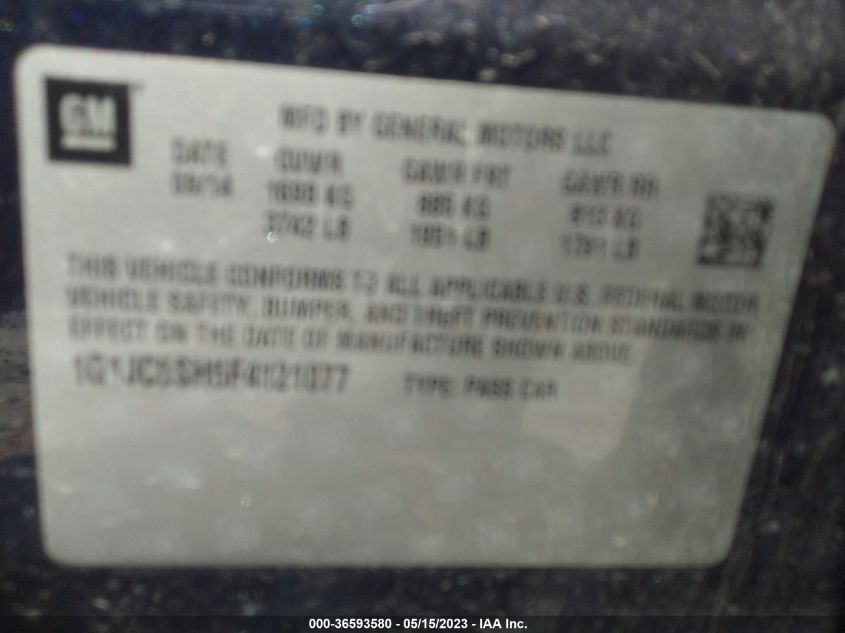 GM
MFD BY GENERAL MOTORS LLC
DATE GVWR GAWR FRT GAWR RR
09/14 1698 KG 885 KG 813 KG
3742 LB 1951 LB 1791 LB
THIS VEHICLE CONFORMS TO ALL APPLICABLE U.S. FEDERAL MOTOR
VEHICLE SAFETY, BUMPER, AND THEFT PREVENTION STANDARDS IN
EFFECT ON THE DATE OF MANUFACTURE SHOWN ABOVE.
1G1JC5SH5F4121077 TYPE: PASS CAR
000-36593580 - 05/15/2023 - IAA Inc.